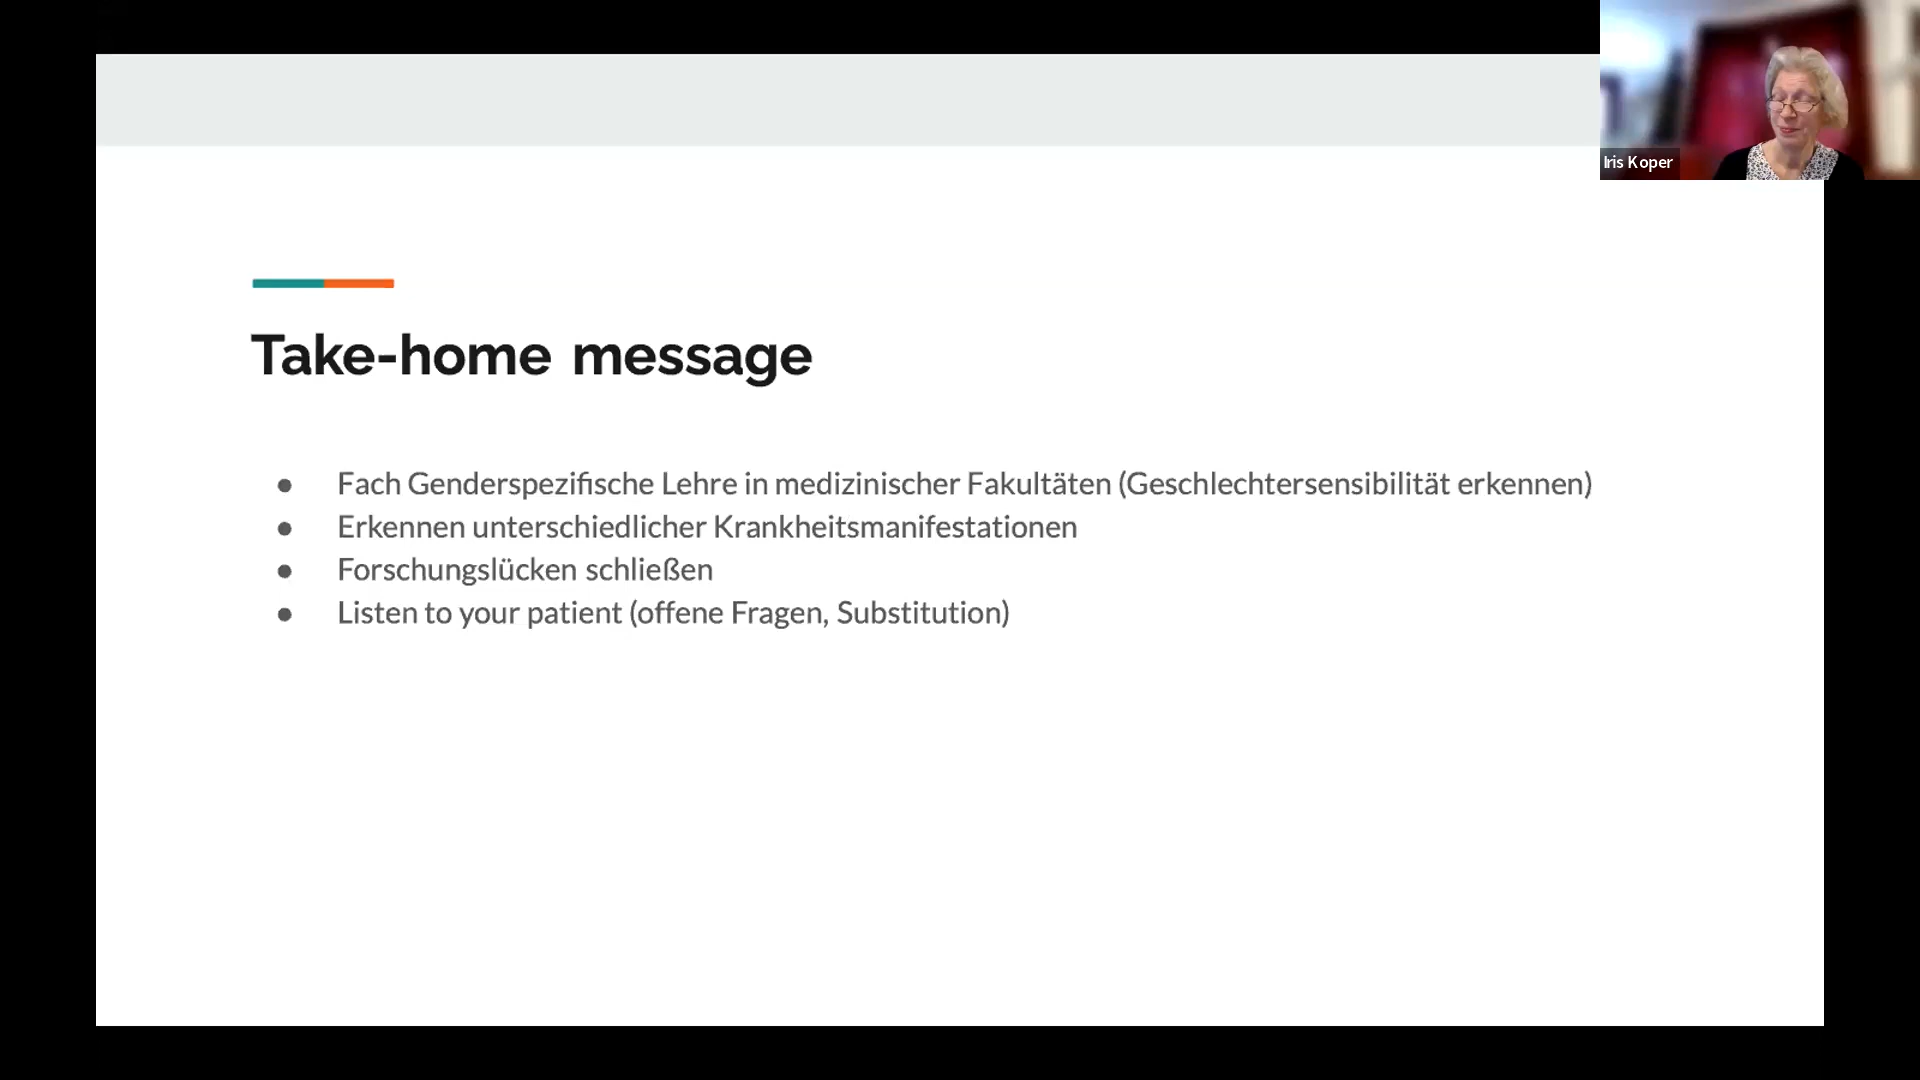 Iris Koper
Take-home message
● Fach Genderspezifische Lehre in medizinischer Fakultäten (Geschlechtersensibilität erkennen)
● Erkennen unterschiedlicher Krankheitsmanifestationen
● Forschungslücken schließen
● Listen to your patient (offene Fragen, Substitution)